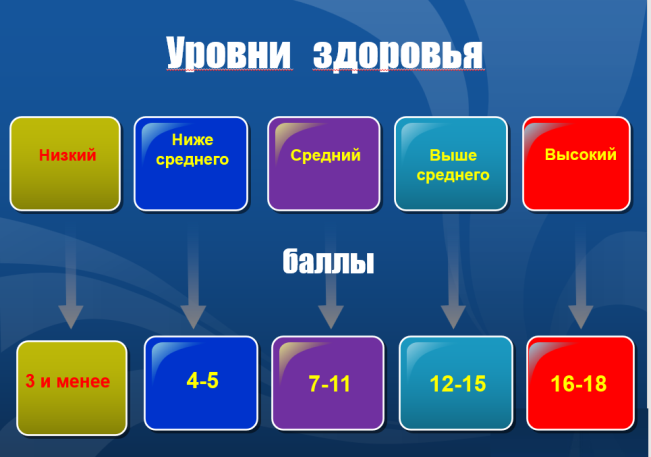 Уровни здоровья
Низкий
Ниже
среднего
Средний
Выше
среднего
Высокий
баллы
3 и менее
4-5
7-11
12-15
16-18